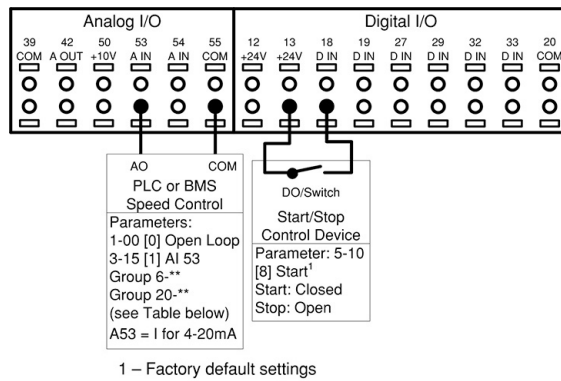 Analog I/O Digital I/O
39 42 50 53 54 55 12 13 18 19 27 29 32 33 20
COM A OUT +10V A IN A IN COM +24V +24V D IN D IN D IN D IN D IN D IN COM
AO COM
PLC or BMS
Speed Control
Parameters:
1-00 [0] Open Loop
3-15 [1] AI 53
Group 6-**
Group 20-**
(see Table below)
A53 = I for 4-20mA
DO/Switch
Start/Stop
Control Device
Parameter: 5-10
[8] Start¹
Start: Closed
Stop: Open
1 – Factory default settings